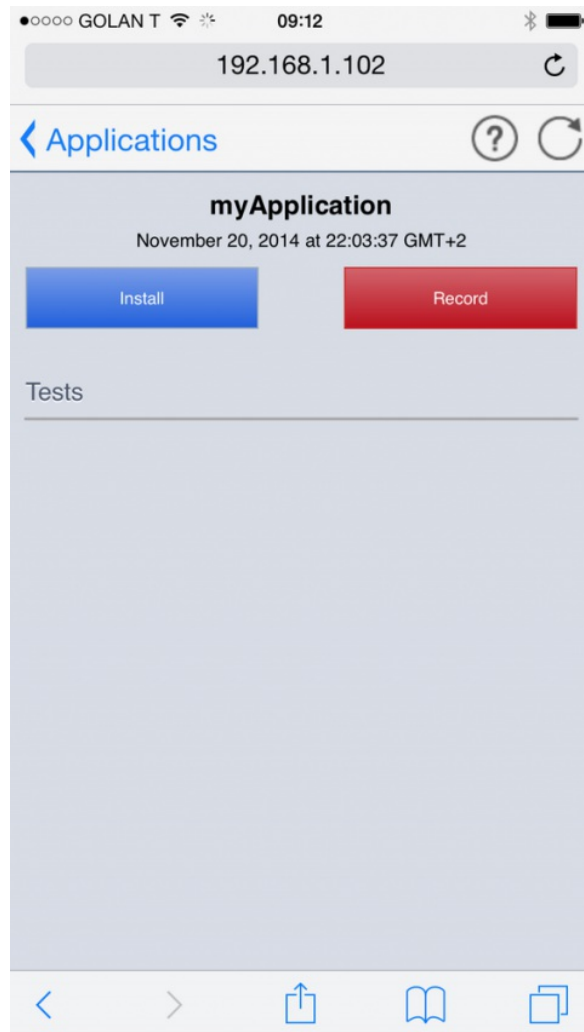 GOLAN T 09:12
192.168.1.102
Applications ?
myApplication
November 20, 2014 at 22:03:37 GMT+2
Install Record
Tests